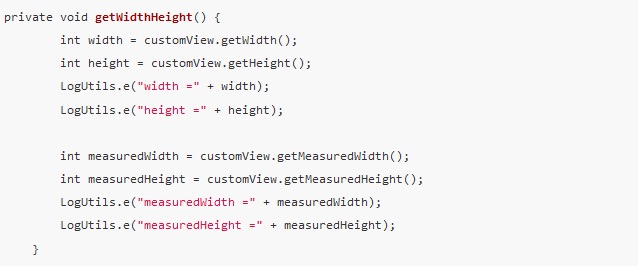 private void getWidthHeight() {
        int width = customView.getWidth();
        int height = customView.getHeight();
        LogUtils.e("width =" + width);
        LogUtils.e("height =" + height);

        int measuredWidth = customView.getMeasuredWidth();
        int measuredHeight = customView.getMeasuredHeight();
        LogUtils.e("measuredWidth =" + measuredWidth);
        LogUtils.e("measuredHeight =" + measuredHeight);
    }